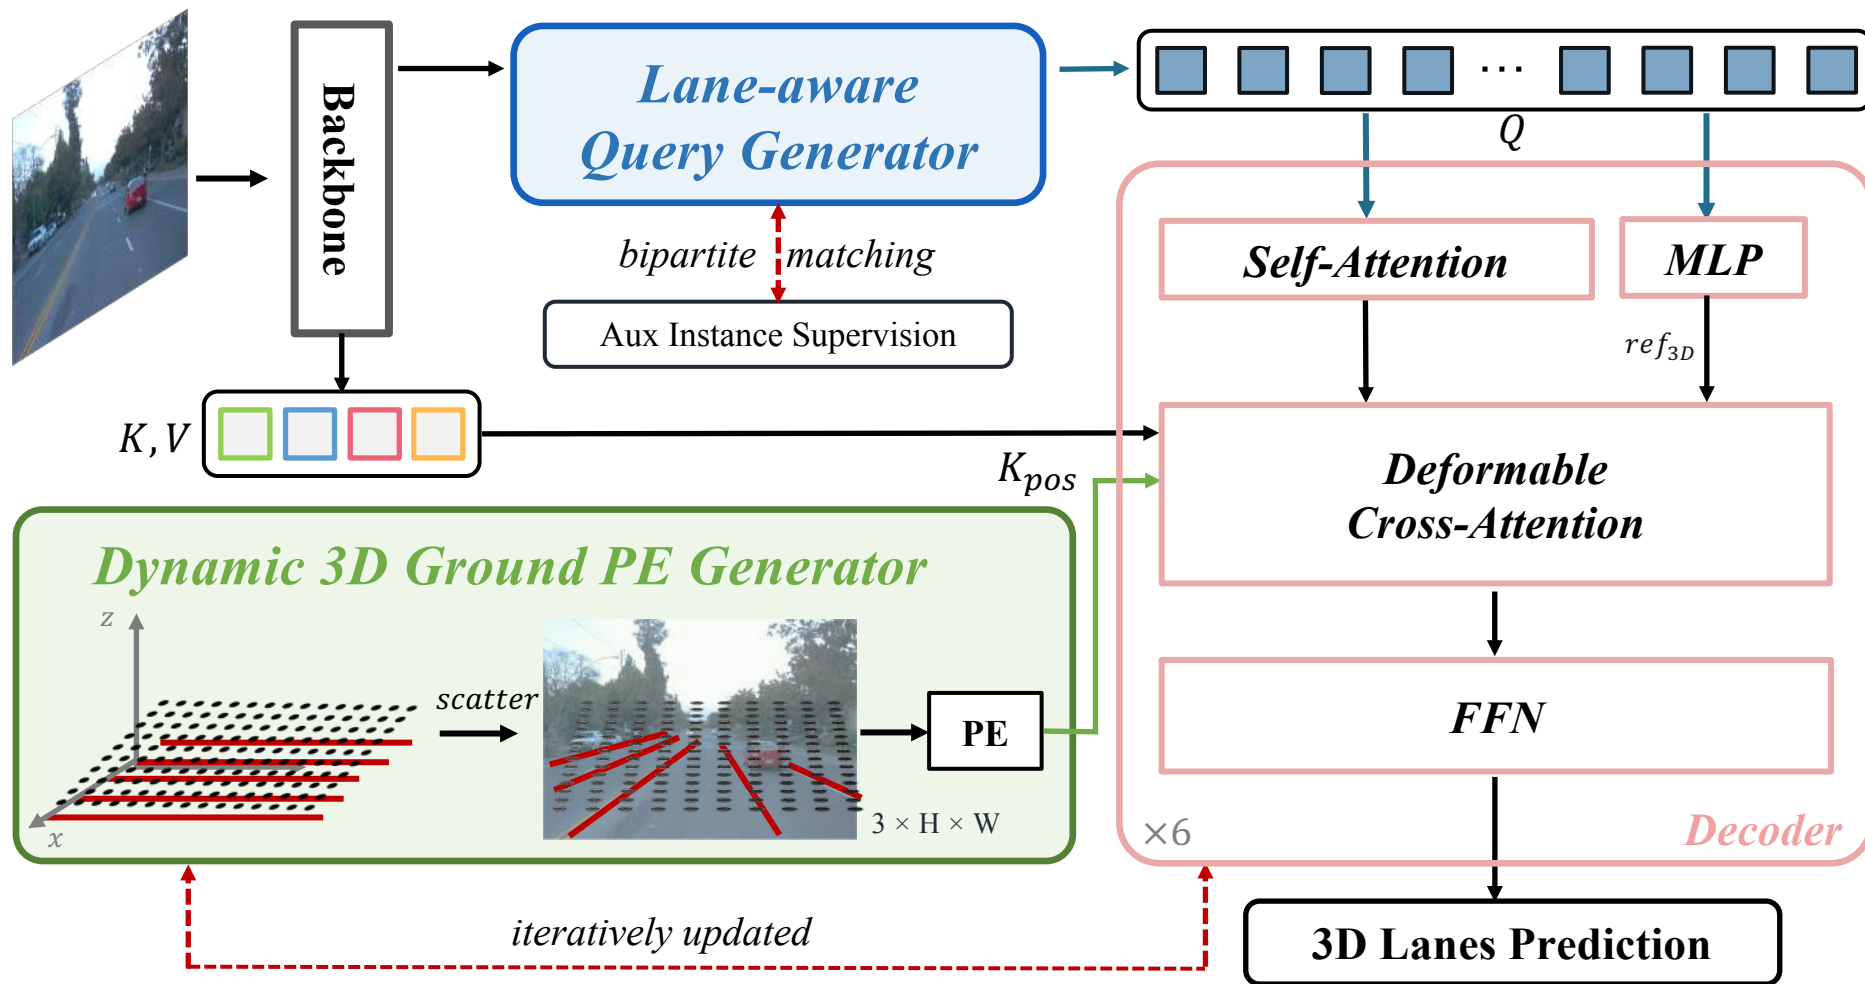 Backbone
Lane-aware
Query Generator
bipartite matching
Aux Instance Supervision
...
Q
Self-Attention
MLP
ref3D
K, V
Kpos
Deformable
Cross-Attention
Dynamic 3D Ground PE Generator
z
x
scatter
PE
3 × H × W
FFN
×6
Decoder
iteratively updated
3D Lanes Prediction